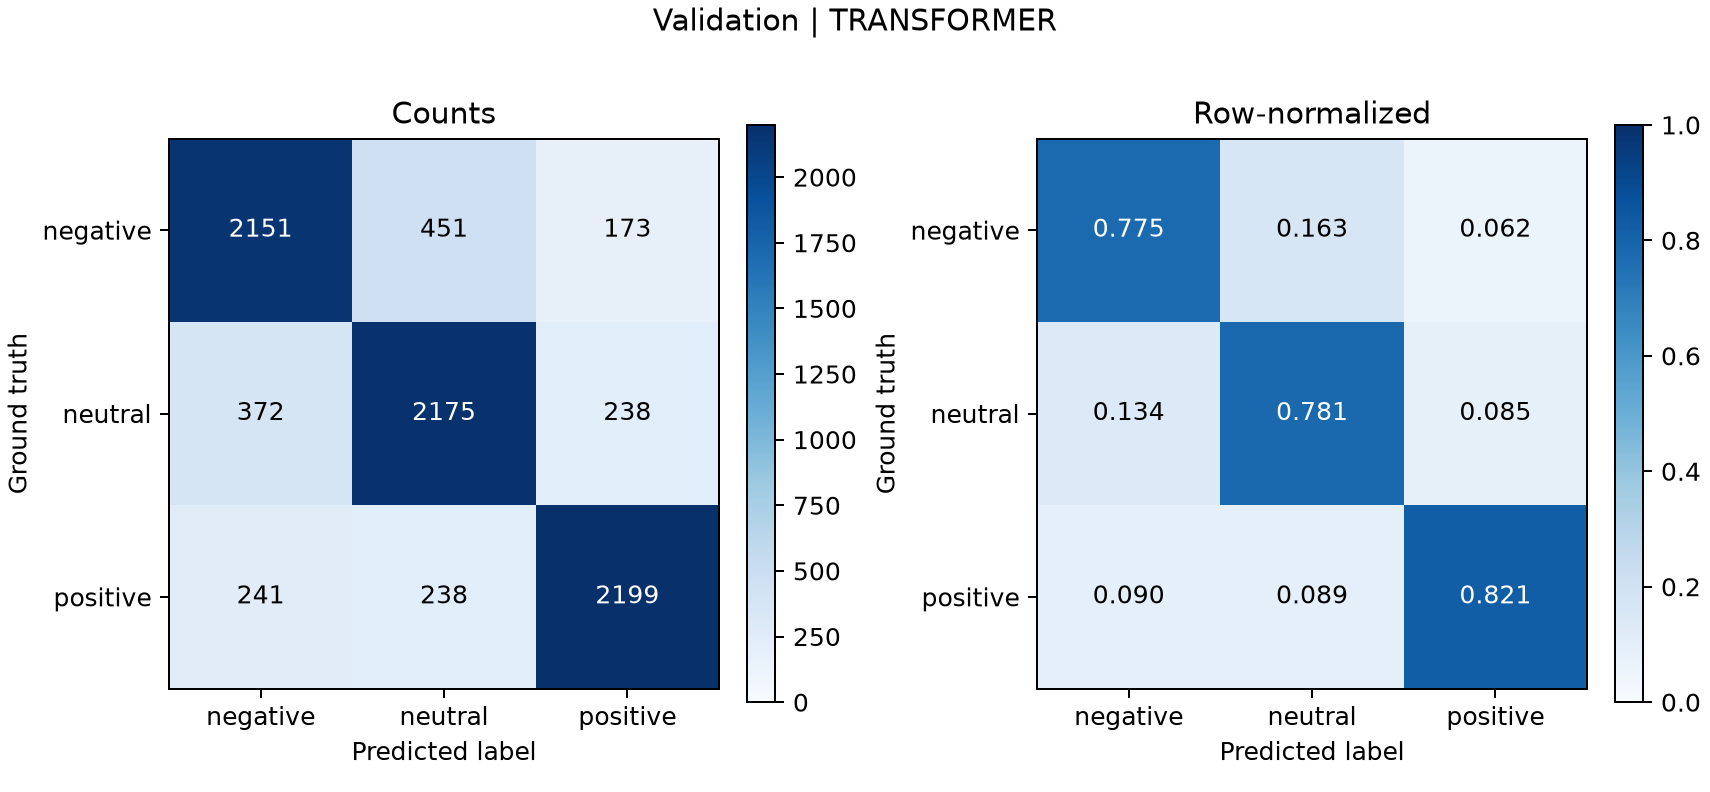 Validation | TRANSFORMER
Counts
negative 2151 451 173
neutral 372 2175 238
positive 241 238 2199
negative neutral positive
Predicted label
Ground truth
2000
1750
1500
1250
1000
750
500
250
0
Row-normalized
negative 0.775 0.163 0.062
neutral 0.134 0.781 0.085
positive 0.090 0.089 0.821
negative neutral positive
Predicted label
Ground truth
1.0
0.8
0.6
0.4
0.2
0.0